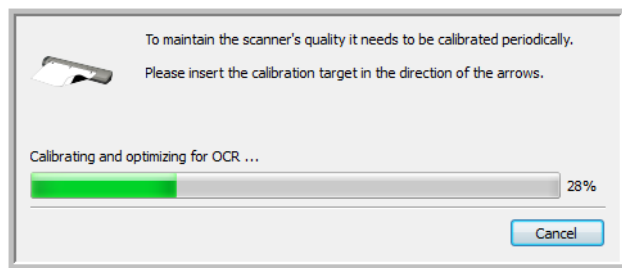 To maintain the scanner's quality it needs to be calibrated periodically.
Please insert the calibration target in the direction of the arrows.
Calibrating and optimizing for OCR ...
28%
Cancel